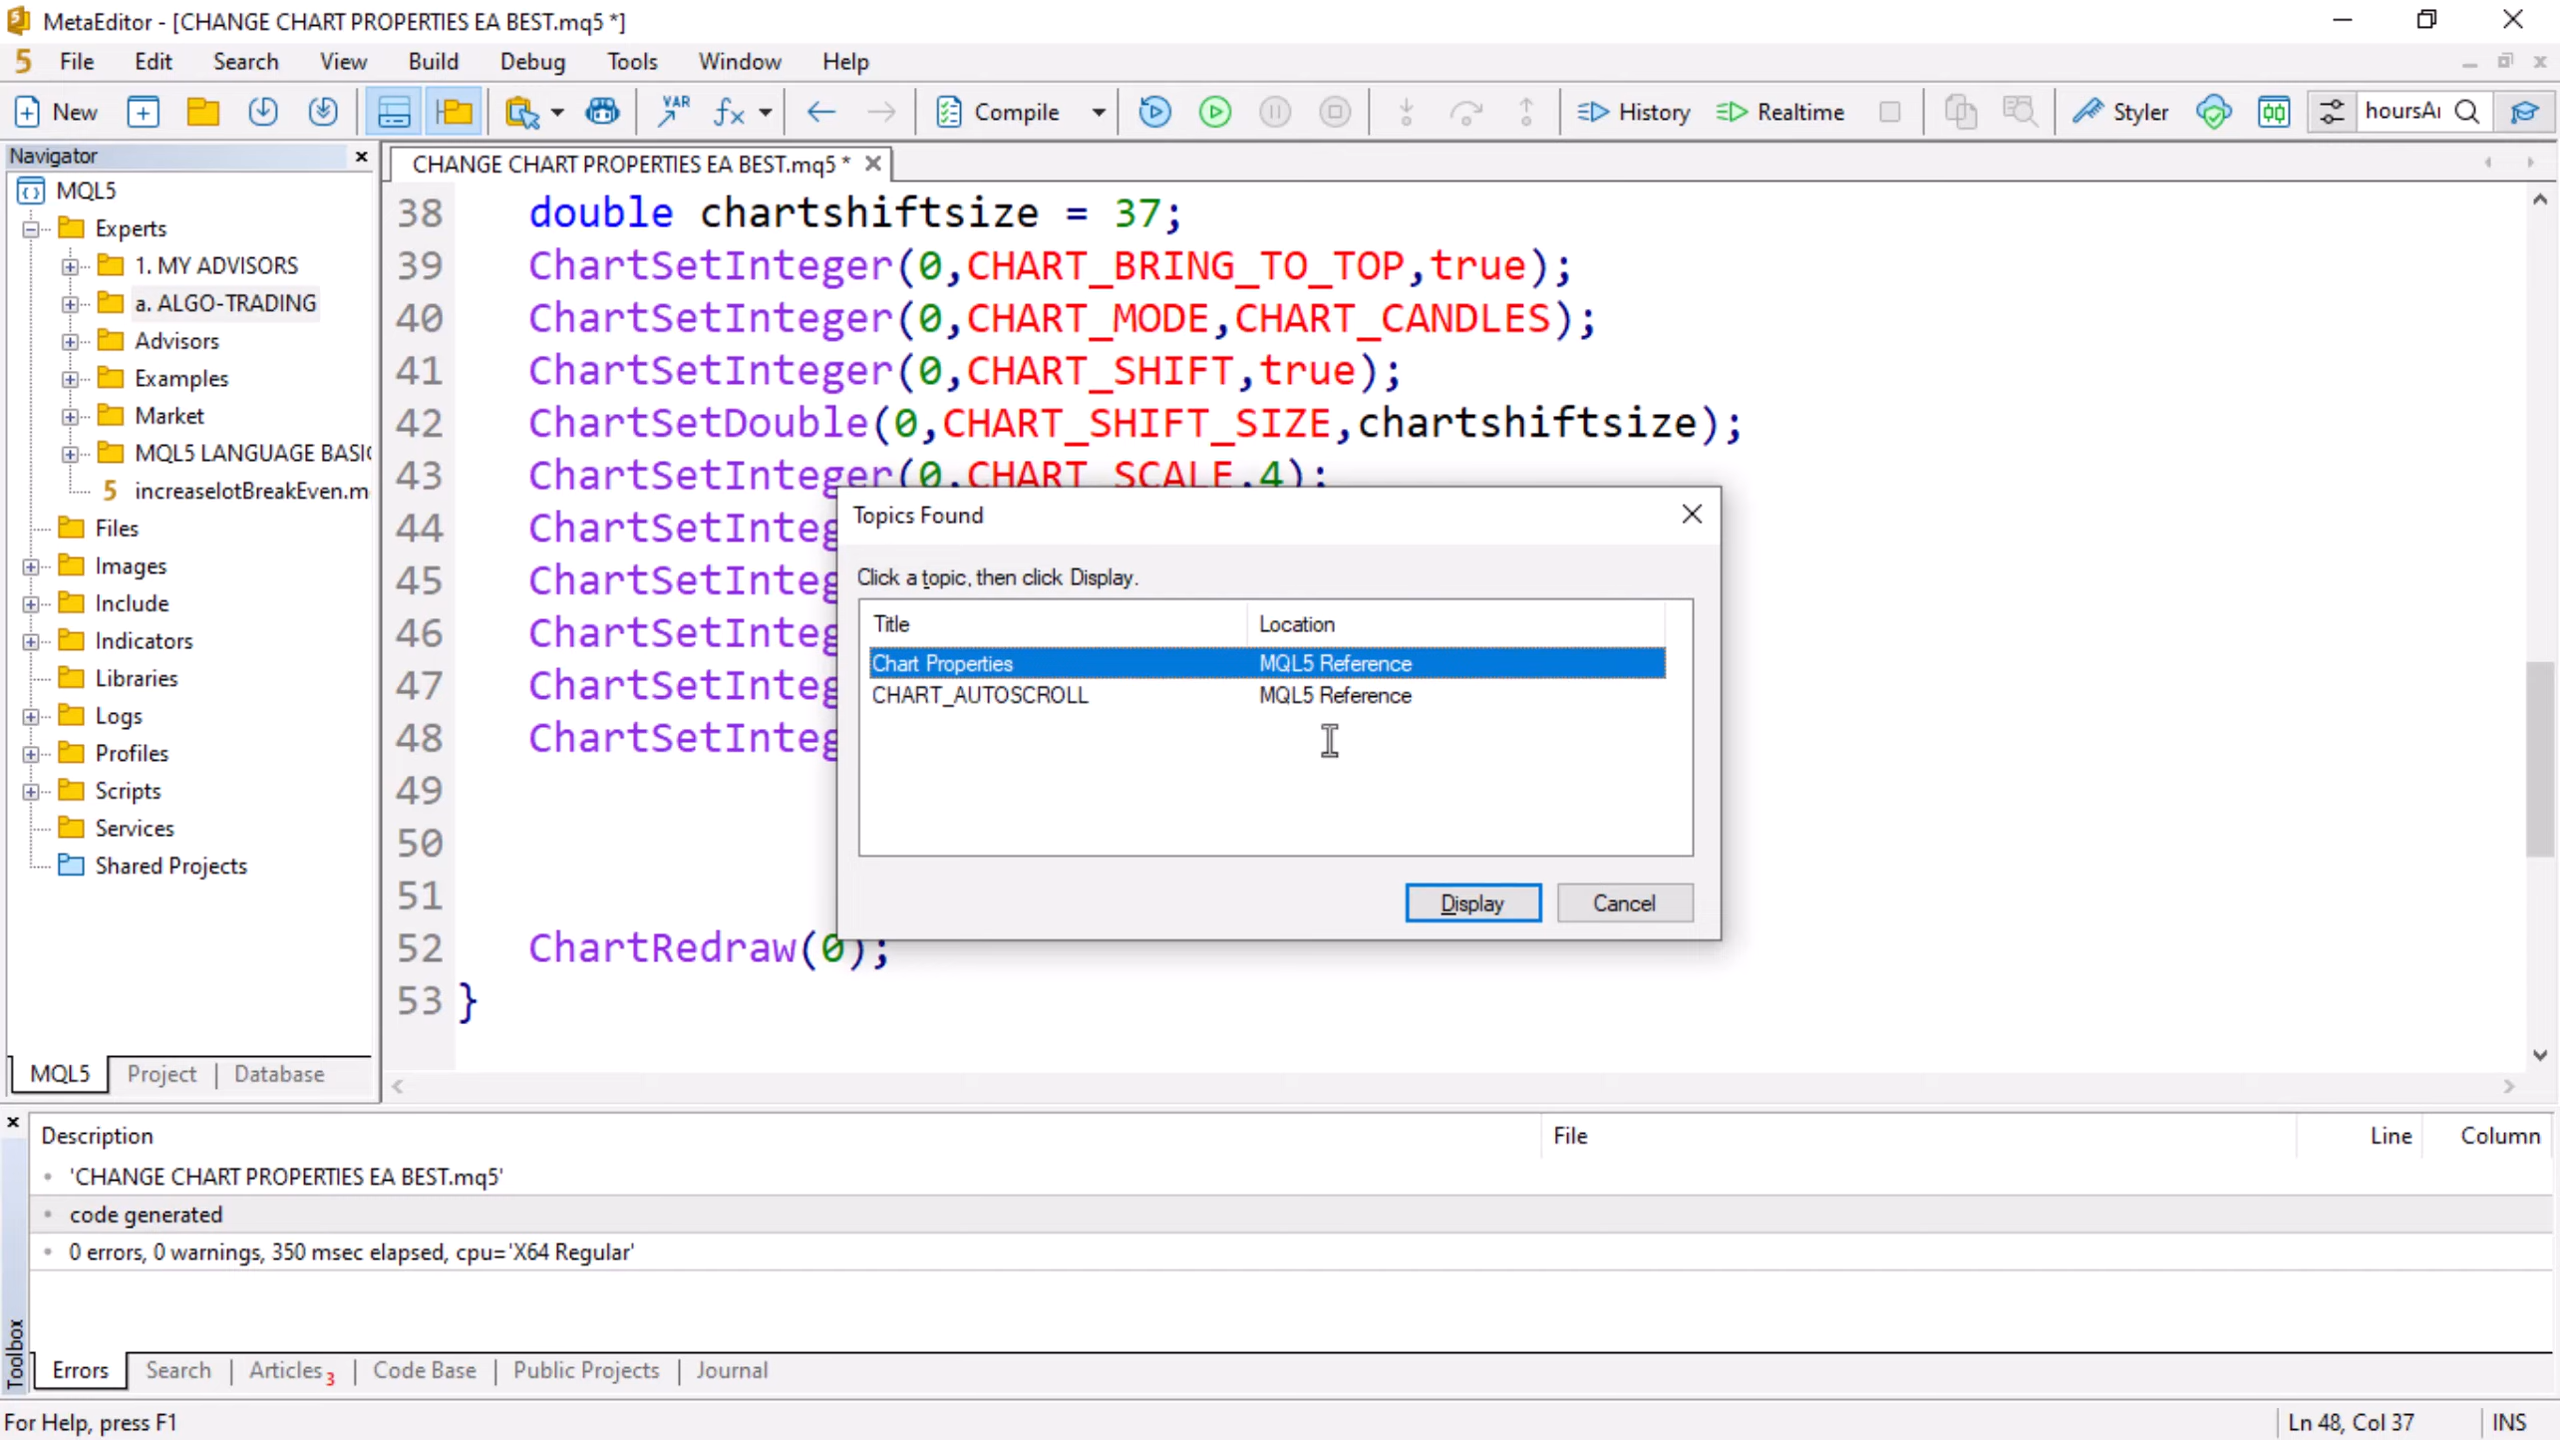 MetaEditor - [CHANGE CHART PROPERTIES EA BEST.mq5 *]
File Edit Search View Build Debug Tools Window Help
New VAR fx Compile History Realtime Styler hoursAr
Navigator
CHANGE CHART PROPERTIES EA BEST.mq5 *
MQL5
Experts
1. MY ADVISORS
a. ALGO-TRADING
Advisors
Examples
Market
MQL5 LANGUAGE BASIC
increaselotBreakEven.m
Files
Images
Include
Indicators
Libraries
Logs
Profiles
Scripts
Services
Shared Projects
MQL5 Project Database
38 double chartshiftsize = 37;
39 ChartSetInteger(0,CHART_BRING_TO_TOP,true);
40 ChartSetInteger(0,CHART_MODE,CHART_CANDLES);
41 ChartSetInteger(0,CHART_SHIFT,true);
42 ChartSetDouble(0,CHART_SHIFT_SIZE,chartshiftsize);
43 ChartSetInteger(0,CHART_SCALE,4);
44 ChartSetInteg
45 ChartSetInteg
46 ChartSetInteg
47 ChartSetInteg
48 ChartSetInteg
49
50
51
52 ChartRedraw(0);
53 }
Topics Found
Click a topic, then click Display.
Title Location
Chart Properties MQL5 Reference
CHART_AUTOSCROLL MQL5 Reference
Display Cancel
Description File Line Column
'CHANGE CHART PROPERTIES EA BEST.mq5'
code generated
0 errors, 0 warnings, 350 msec elapsed, cpu='X64 Regular'
Toolbox
Errors Search Articles 3 Code Base Public Projects Journal
For Help, press F1 Ln 48, Col 37 INS